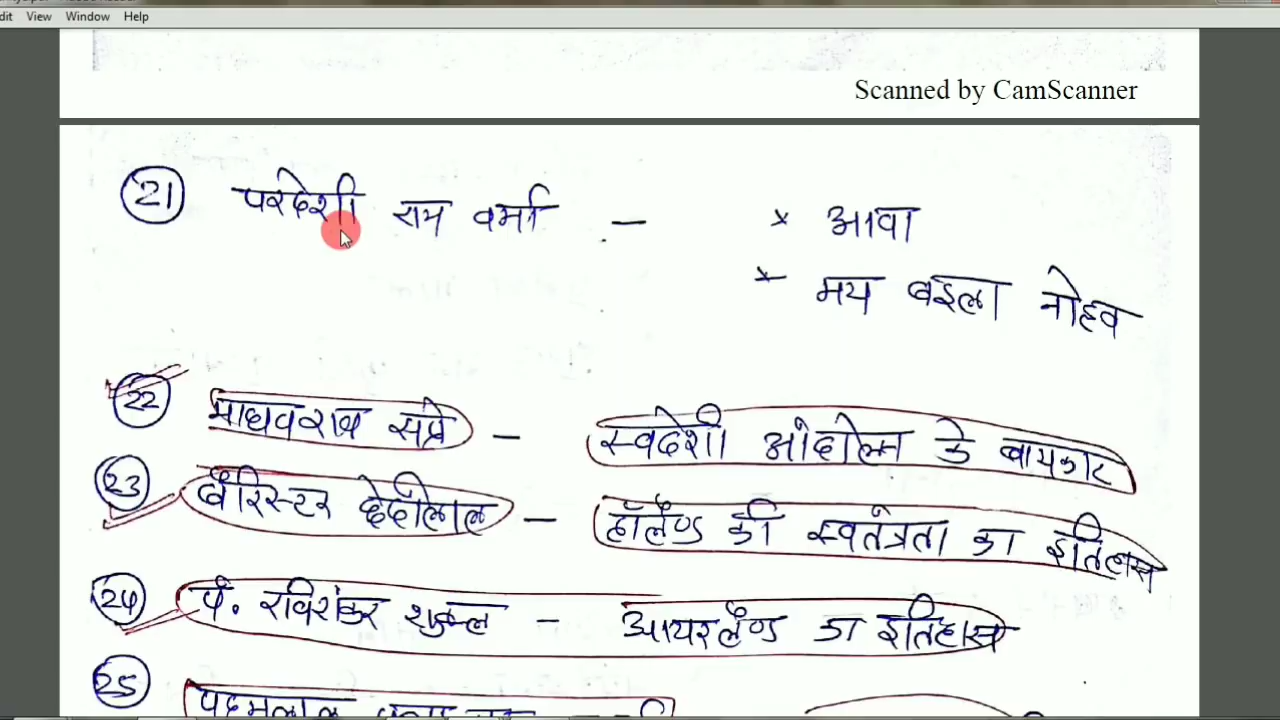 View Window Help
Scanned by CamScanner
21 परदेशी राम वर्मा - * आवा
* मय बइला नोहव
22 माधवराव सप्रे - स्वदेशी आंदोलन के बायकाट
23 बैरिस्टर छेदीलाल - हॉलैण्ड की स्वतंत्रता का इतिहास
24 पं. रविशंकर शुक्ल - आयरलैण्ड का इतिहास
25